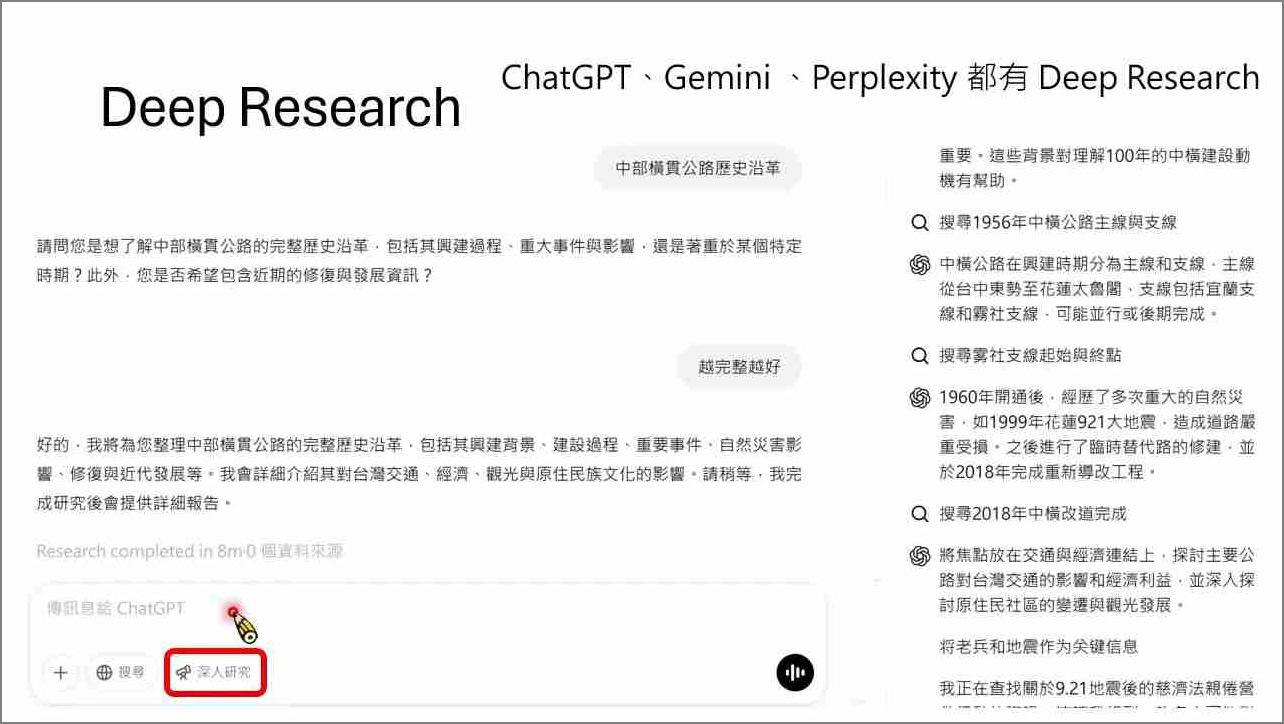 Deep Research
ChatGPT、Gemini 、Perplexity 都有 Deep Research
中部橫貫公路歷史沿革
請問您是想了解中部橫貫公路的完整歷史沿革，包括其興建過程、重大事件與影響，還是著重於某個特定
時期？此外，您是否希望包含近期的修復與發展資訊？
越完整越好
好的，我將為您整理中部橫貫公路的完整歷史沿革，包括其興建背景、建設過程、重要事件、自然災害影
響、修復與近代發展等。我會詳細介紹其對台灣交通、經濟、觀光與原住民族文化的影響。請稍等，我完
成研究後會提供詳細報告。
Research completed in 8m·0 個資料來源
傳訊息給 ChatGPT
搜尋
深入研究
重要。這些背景對理解100年的中橫建設動
機有幫助。
搜尋1956年中橫公路主線與支線
中橫公路在興建時期分為主線和支線，主線
從台中東勢至花蓮太魯閣、支線包括宜蘭支
線和霧社支線，可能並行或後期完成。
搜尋雾社支線起始與終點
1960年開通後，經歷了多次重大的自然災
害，如1999年花蓮921大地震，造成道路嚴
重受損。之後進行了臨時替代路的修建，並
於2018年完成重新導改工程。
搜尋2018年中橫改道完成
將焦點放在交通與經濟連結上，探討主要公
路對台灣交通的影響和經濟利益，並深入探
討原住民社區的變遷與觀光發展。
将老兵和地震作为关键信息
我正在查找關於9.21地震後的慈濟法親倦營